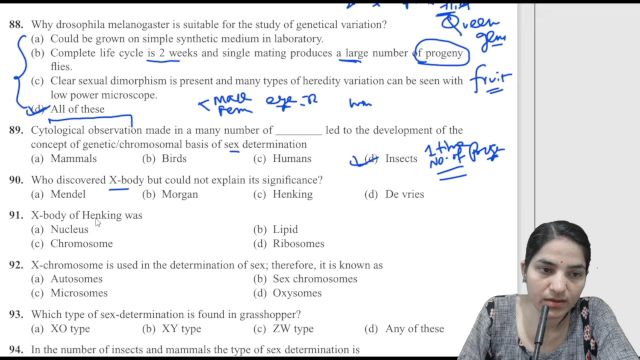 Queen
gem
88. Why drosophila melanogaster is suitable for the study of genetical variation?
(a) Could be grown on simple synthetic medium in laboratory.
(b) Complete life cycle is 2 weeks and single mating produces a large number of progeny
flies.
(c) Clear sexual dimorphism is present and many types of heredity variation can be seen with
low power microscope.
fruit
(d) All of these
89. Cytological observation made in a many number of ________ led to the development of the
concept of genetic/chromosomal basis of sex determination
(a) Mammals (b) Birds (c) Humans (d) Insects
1 time
No. of
90. Who discovered X-body but could not explain its significance?
(a) Mendel (b) Morgan (c) Henking (d) De vries
91. X-body of Henking was
(a) Nucleus (b) Lipid
(c) Chromosome (d) Ribosomes
92. X-chromosome is used in the determination of sex; therefore, it is known as
(a) Autosomes (b) Sex chromosomes
(c) Microsomes (d) Oxysomes
93. Which type of sex-determination is found in grasshopper?
(a) XO type (b) XY type (c) ZW type (d) Any of these
94. In the number of insects and mammals the type of sex determination is